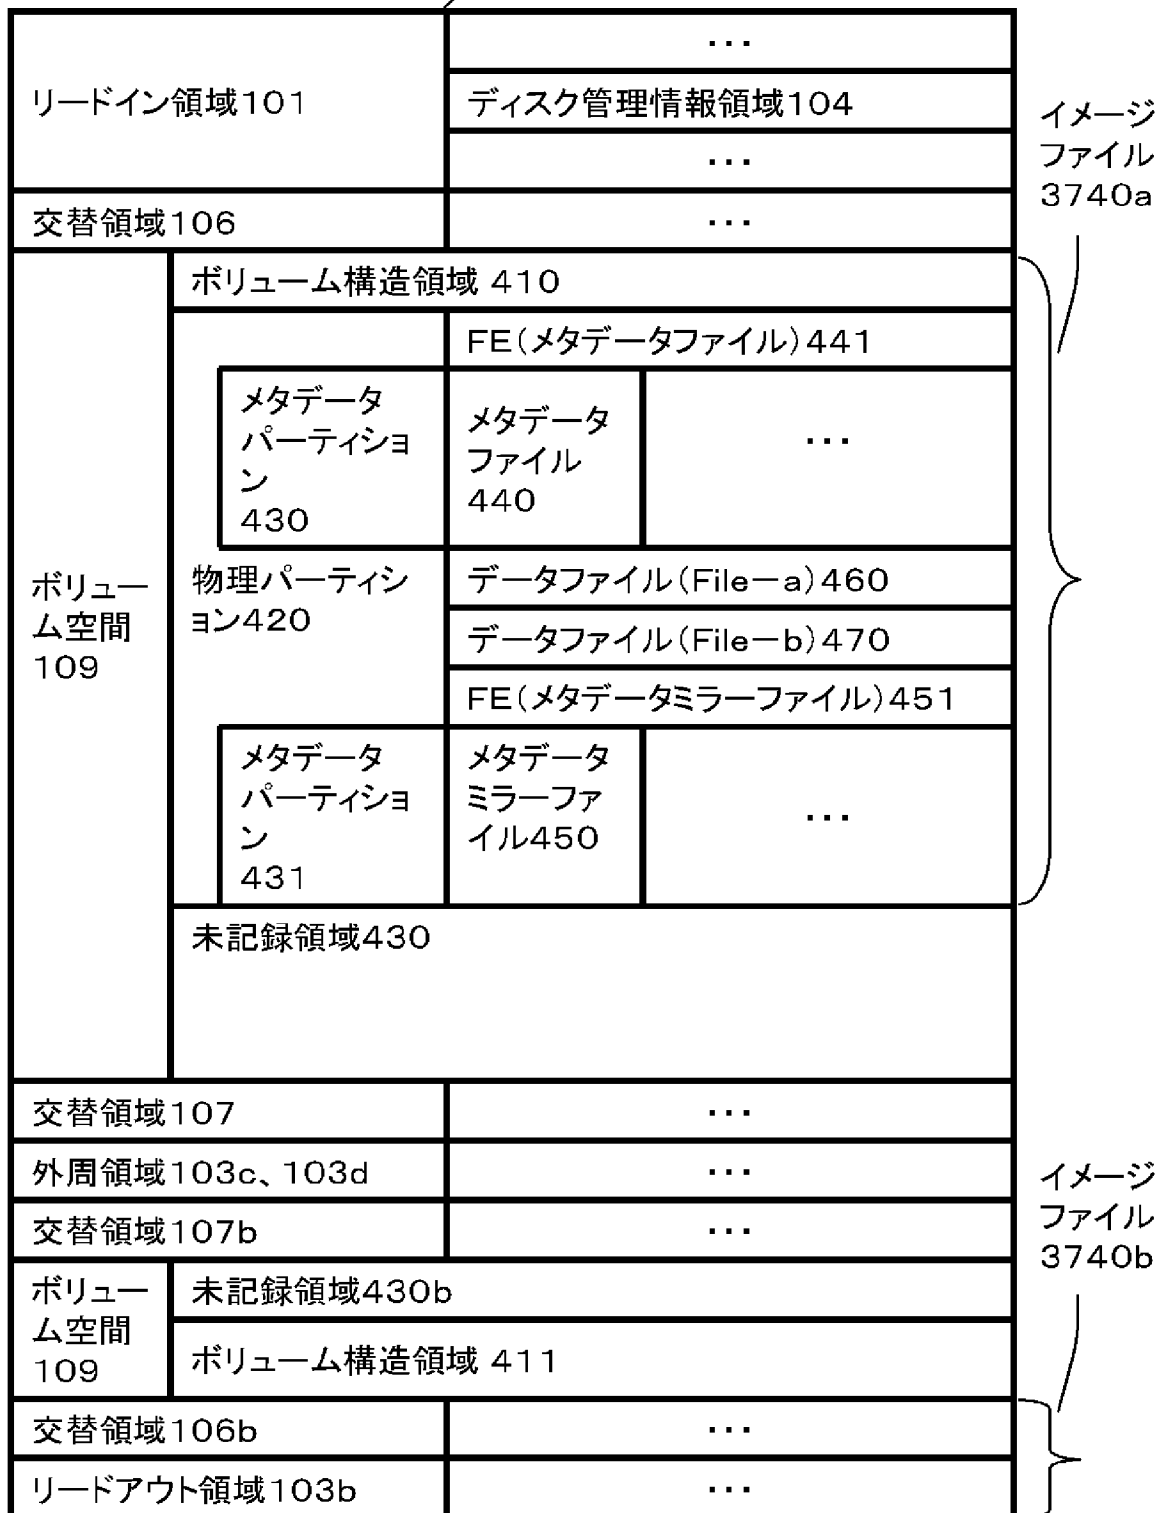 ・・・
リードイン領域101
ディスク管理情報領域104
・・・
イメージ
ファイル
3740a
交替領域106
・・・
ボリューム構造領域 410
FE(メタデータファイル)441
メタデータ
パーティショ
ン
430
メタデータ
ファイル
440
・・・
ボリュー
ム空間
109
物理パーティシ
ョン420
データファイル(File－a)460
データファイル(File－b)470
FE(メタデータミラーファイル)451
メタデータ
パーティショ
ン
431
メタデータ
ミラーファ
イル450
・・・
未記録領域430
交替領域107
・・・
外周領域103c、103d
・・・
イメージ
ファイル
3740b
交替領域107b
・・・
ボリュー
ム空間
109
未記録領域430b
ボリューム構造領域 411
交替領域106b
・・・
リードアウト領域103b
・・・